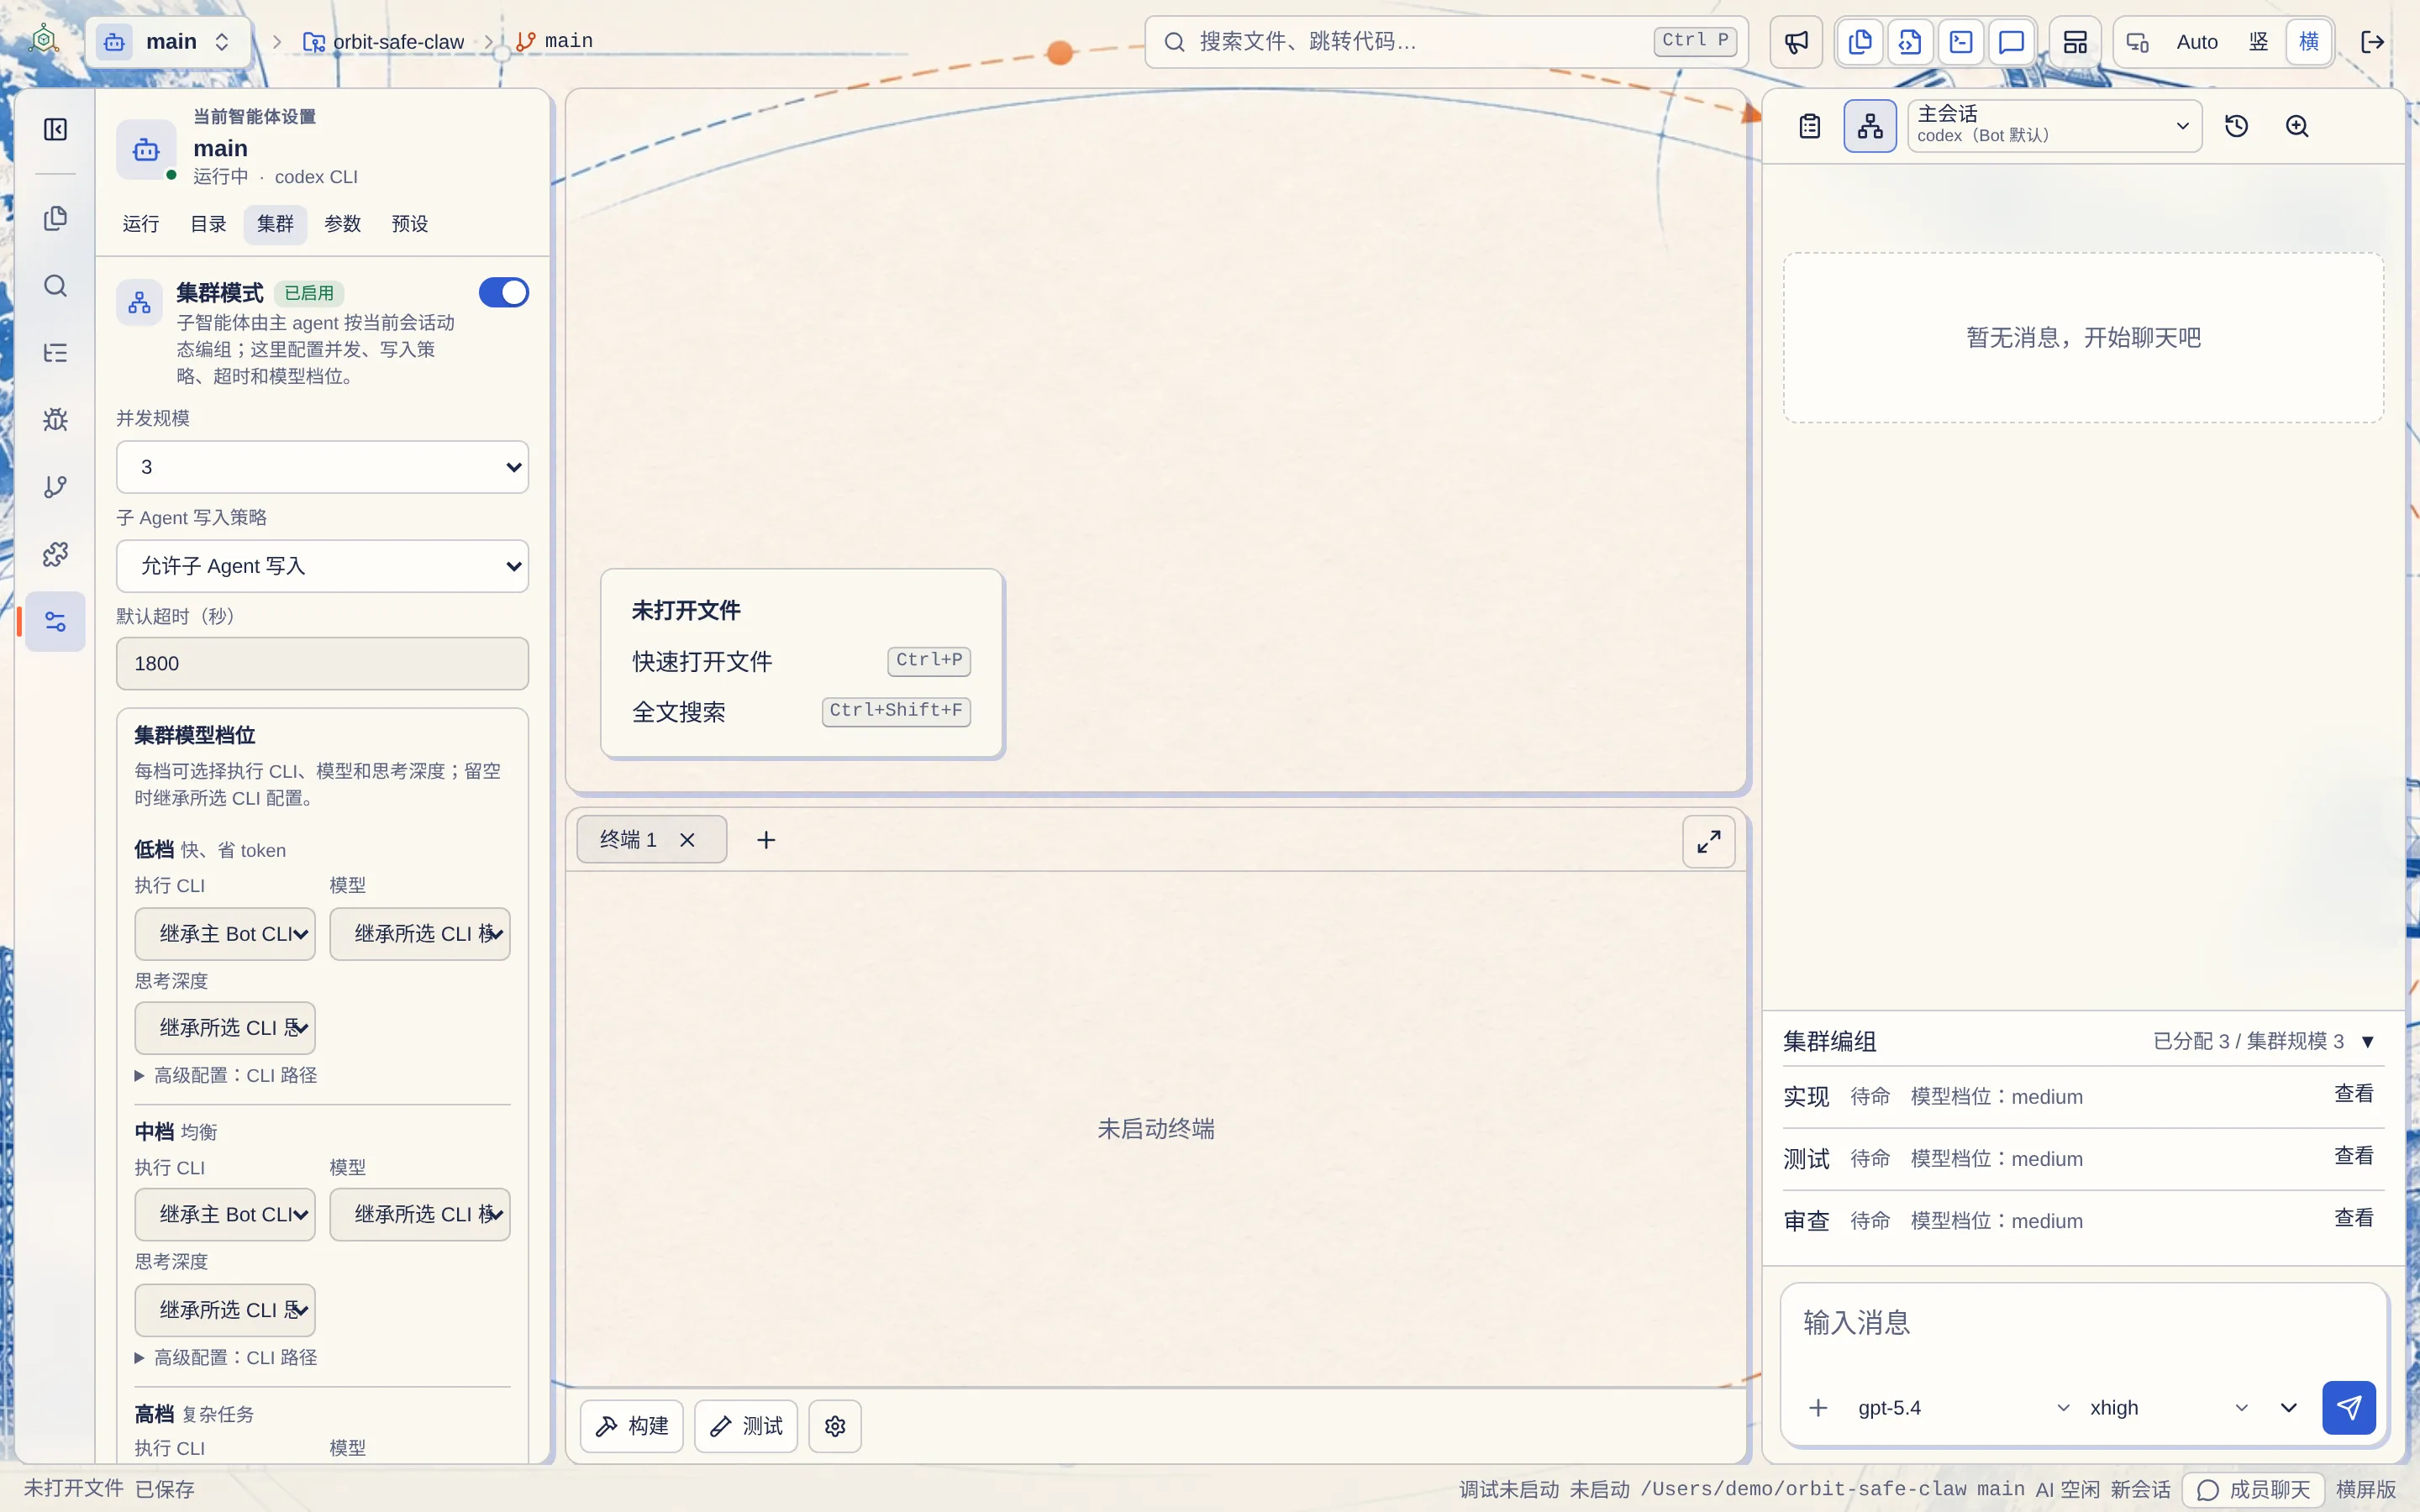 main
orbit-safe-claw
main
搜索文件、跳转代码…
Ctrl P
Auto
竖
横
当前智能体设置
main
运行中 · codex CLI
运行
目录
集群
参数
预设
集群模式
已启用
子智能体由主 agent 按当前会话动
态编组；这里配置并发、写入策
略、超时和模型档位。
并发规模
3
子 Agent 写入策略
允许子 Agent 写入
默认超时（秒）
1800
集群模型档位
每档可选择执行 CLI、模型和思考深度；留空
时继承所选 CLI 配置。
低档 快、省 token
执行 CLI
模型
继承主 Bot CLI
继承所选 CLI
思考深度
继承所选 CLI
高级配置：CLI 路径
中档 均衡
执行 CLI
模型
继承主 Bot CLI
继承所选 CLI
思考深度
继承所选 CLI
高级配置：CLI 路径
高档 复杂任务
执行 CLI
模型
未打开文件
快速打开文件
Ctrl+P
全文搜索
Ctrl+Shift+F
终端 1
未启动终端
构建
测试
主会话
codex（Bot 默认）
暂无消息，开始聊天吧
集群编组
已分配 3 / 集群规模 3
实现 待命 模型档位：medium 查看
测试 待命 模型档位：medium 查看
审查 待命 模型档位：medium 查看
输入消息
gpt-5.4
xhigh
未打开文件 已保存
调试未启动 未启动 /Users/demo/orbit-safe-claw main AI 空闲 新会话 成员聊天 横屏版